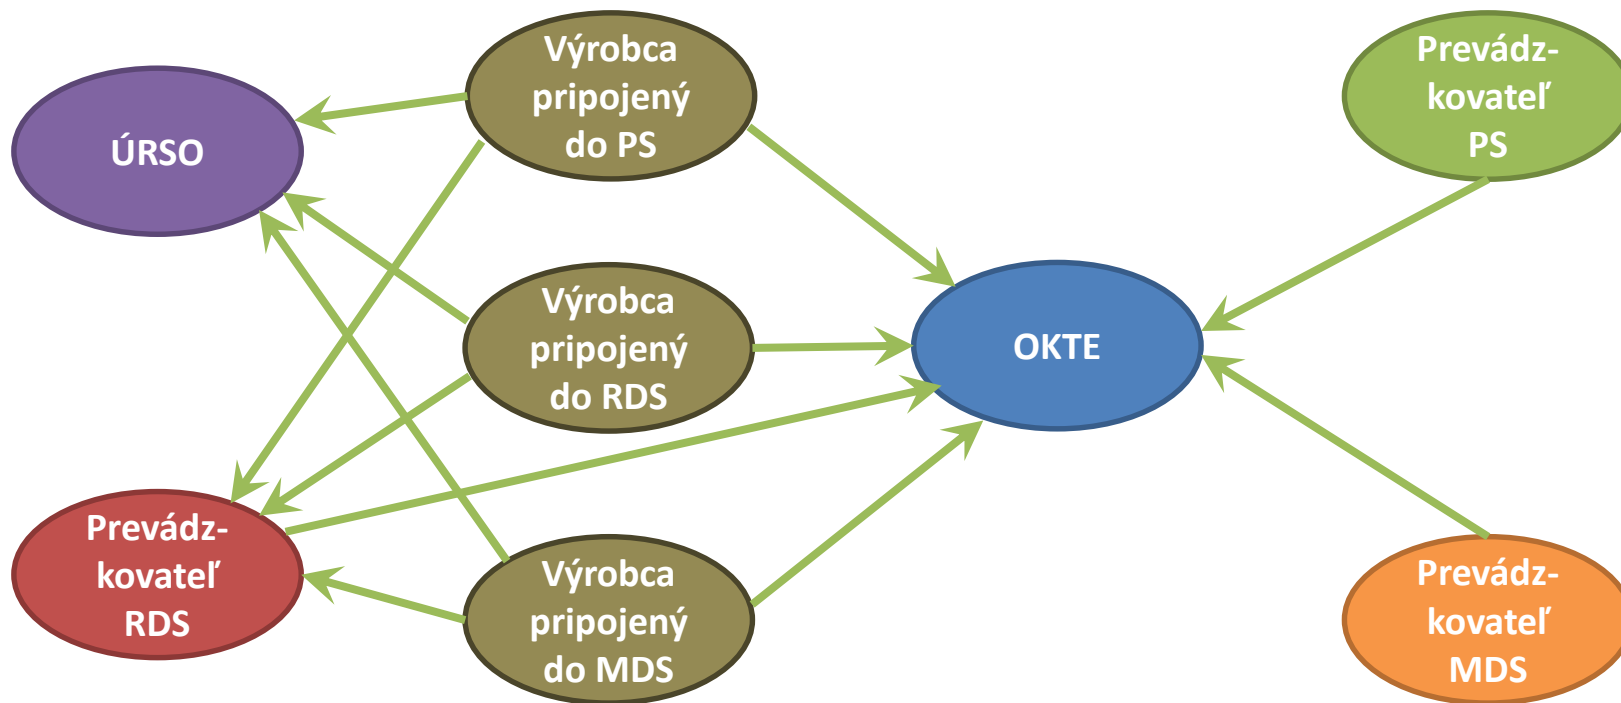 ÚRSO
Výrobca
pripojený
do PS
Prevádz-
kovateľ
PS
Výrobca
pripojený
do RDS
OKTE
Prevádz-
kovateľ
RDS
Výrobca
pripojený
do MDS
Prevádz-
kovateľ
MDS